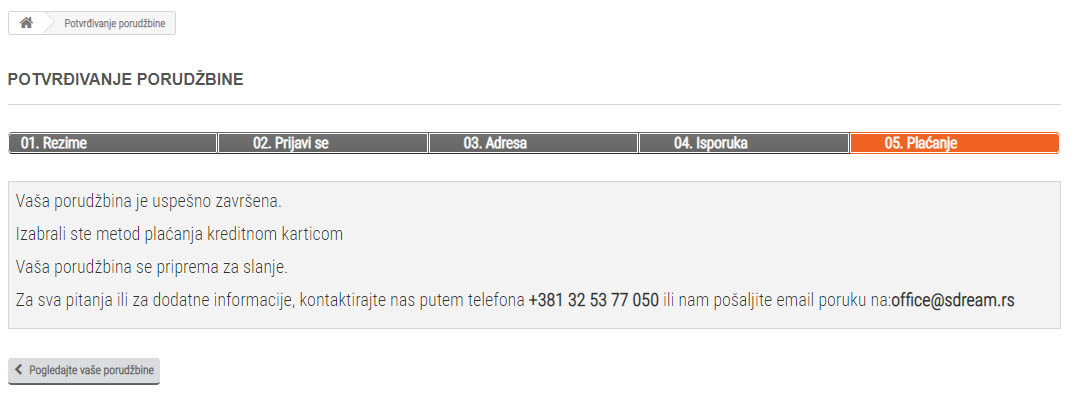 Potvrđivanje porudžbine
POTVRĐIVANJE PORUDŽBINE
01. Rezime 02. Prijavi se 03. Adresa 04. Isporuka 05. Plaćanje
Vaša porudžbina je uspešno završena.
Izabrali ste metod plaćanja kreditnom karticom
Vaša porudžbina se priprema za slanje.
Za sva pitanja ili za dodatne informacije, kontaktirajte nas putem telefona +381 32 53 77 050 ili nam pošaljite email poruku na:office@sdream.rs
Pogledajte vaše porudžbine